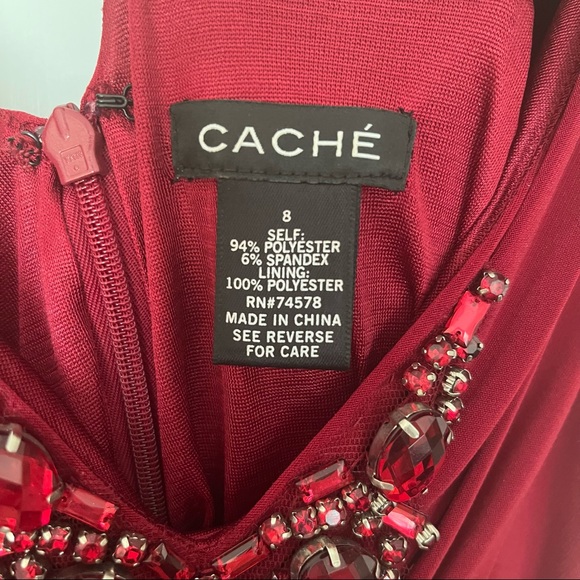 CACHÉ
8
SELF:
94% POLYESTER
6% SPANDEX
LINING:
100% POLYESTER
RN#74578
MADE IN CHINA
SEE REVERSE
FOR CARE